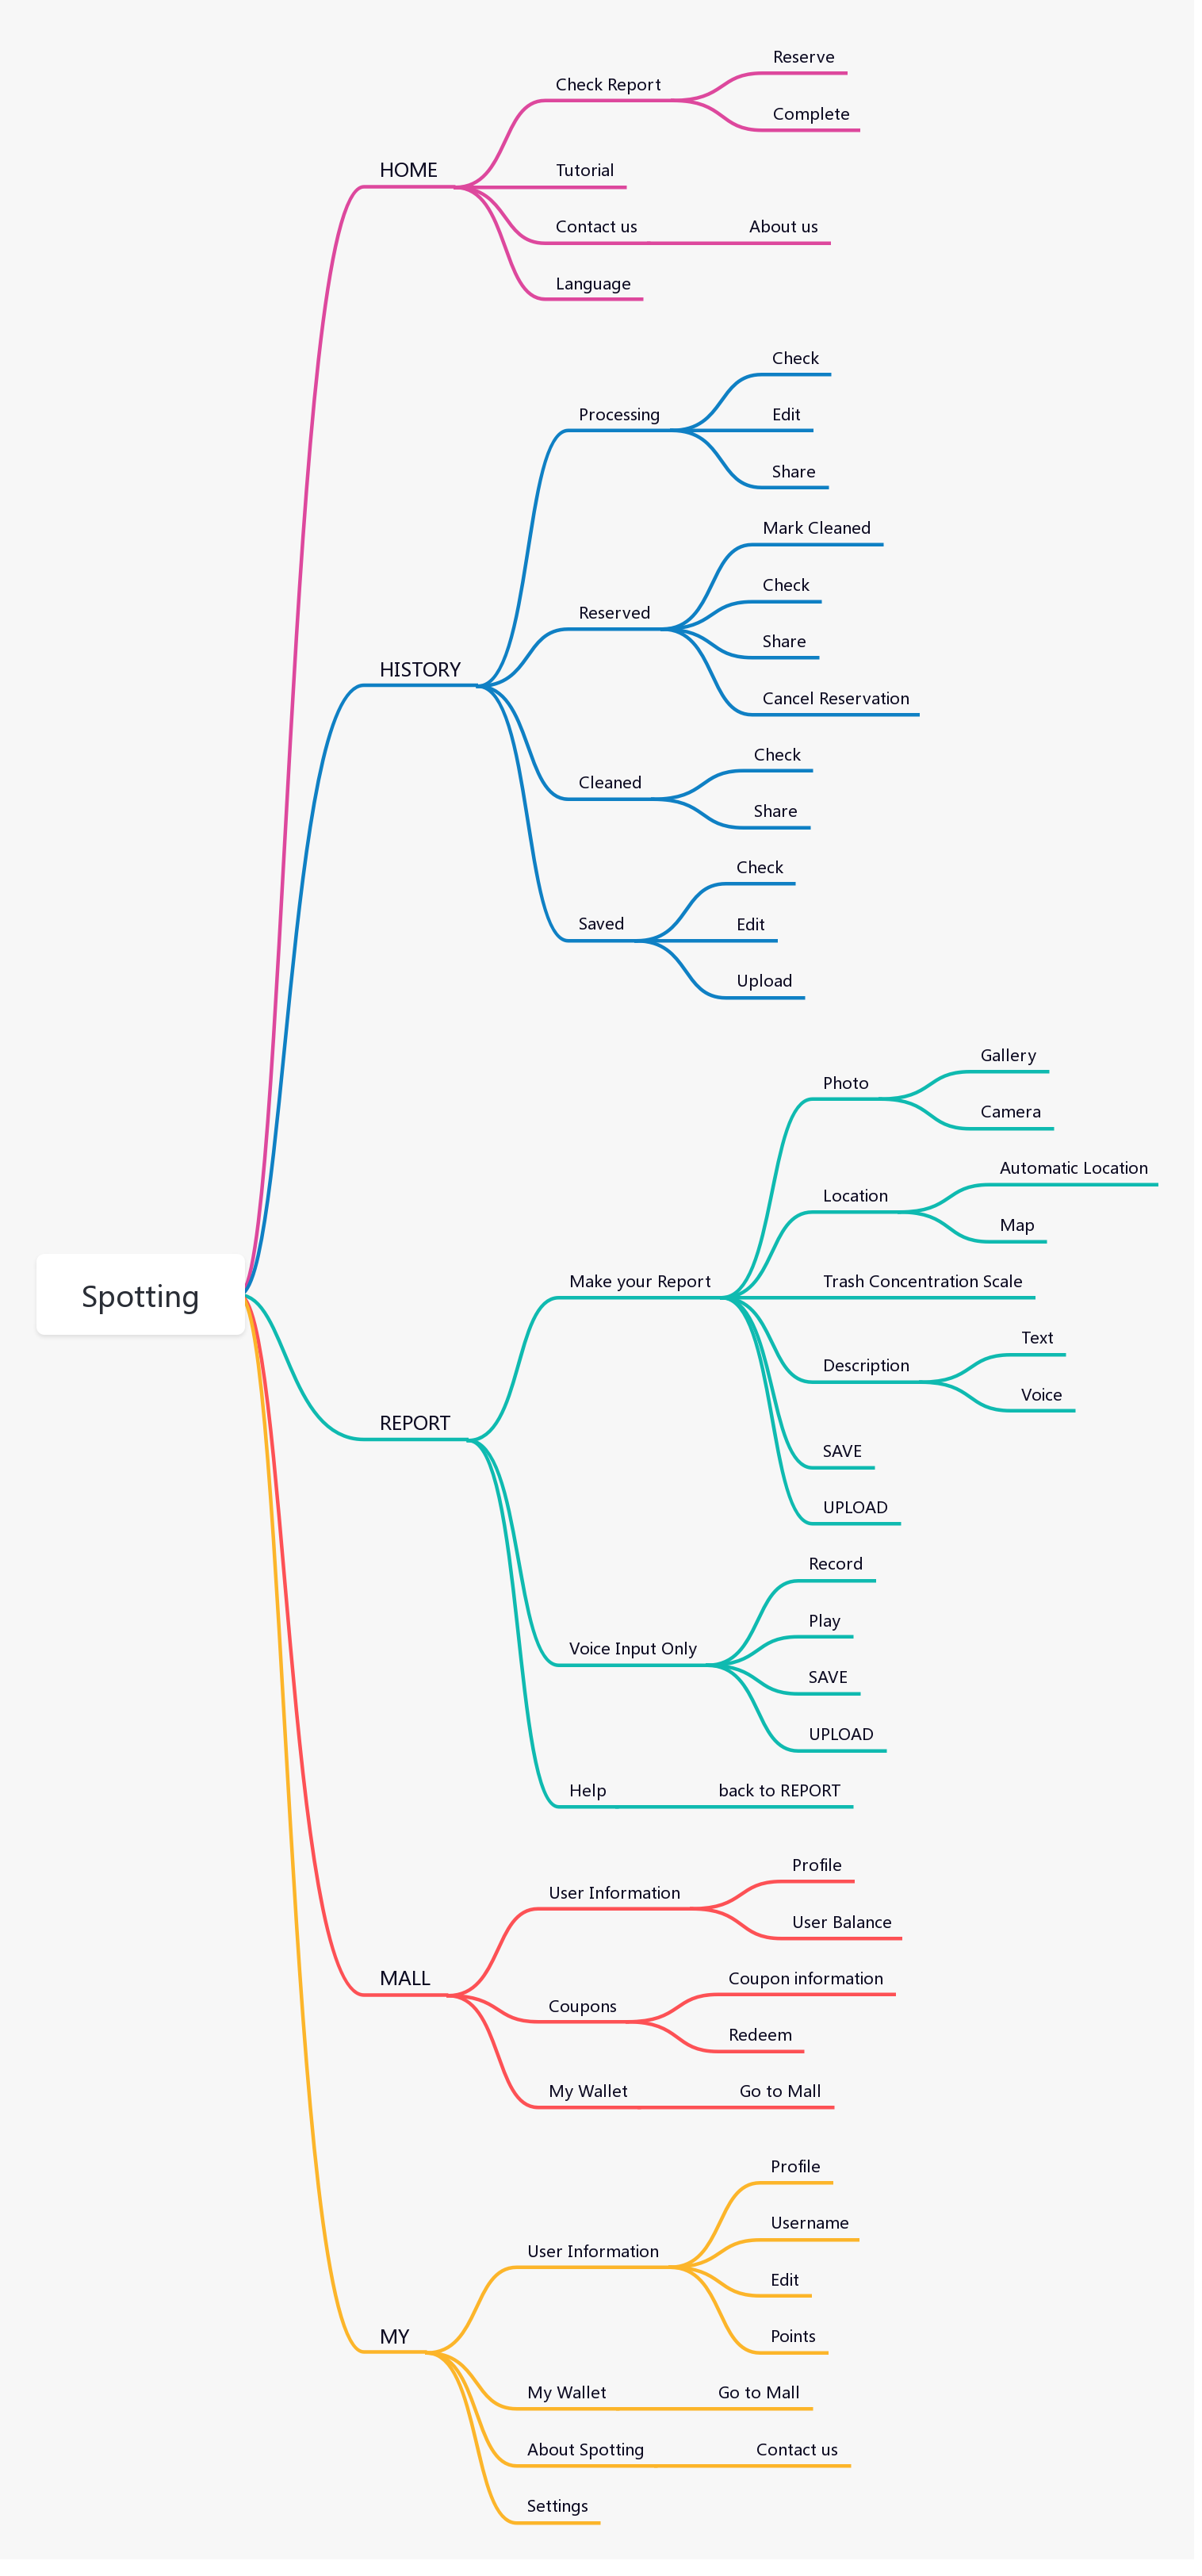 Reserve
Check Report
Complete
HOME
Tutorial
Contact us
About us
Language
Check
Processing
Edit
Share
Mark Cleaned
Check
Reserved
Share
HISTORY
Cancel Reservation
Check
Cleaned
Share
Check
Saved
Edit
Upload
Gallery
Photo
Camera
Automatic Location
Location
Map
Spotting
Make your Report
Trash Concentration Scale
Text
Description
Voice
REPORT
SAVE
UPLOAD
Record
Play
Voice Input Only
SAVE
UPLOAD
Help
back to REPORT
Profile
User Information
User Balance
MALL
Coupon information
Coupons
Redeem
My Wallet
Go to Mall
Profile
Username
User Information
Edit
MY
Points
My Wallet
Go to Mall
About Spotting
Contact us
Settings